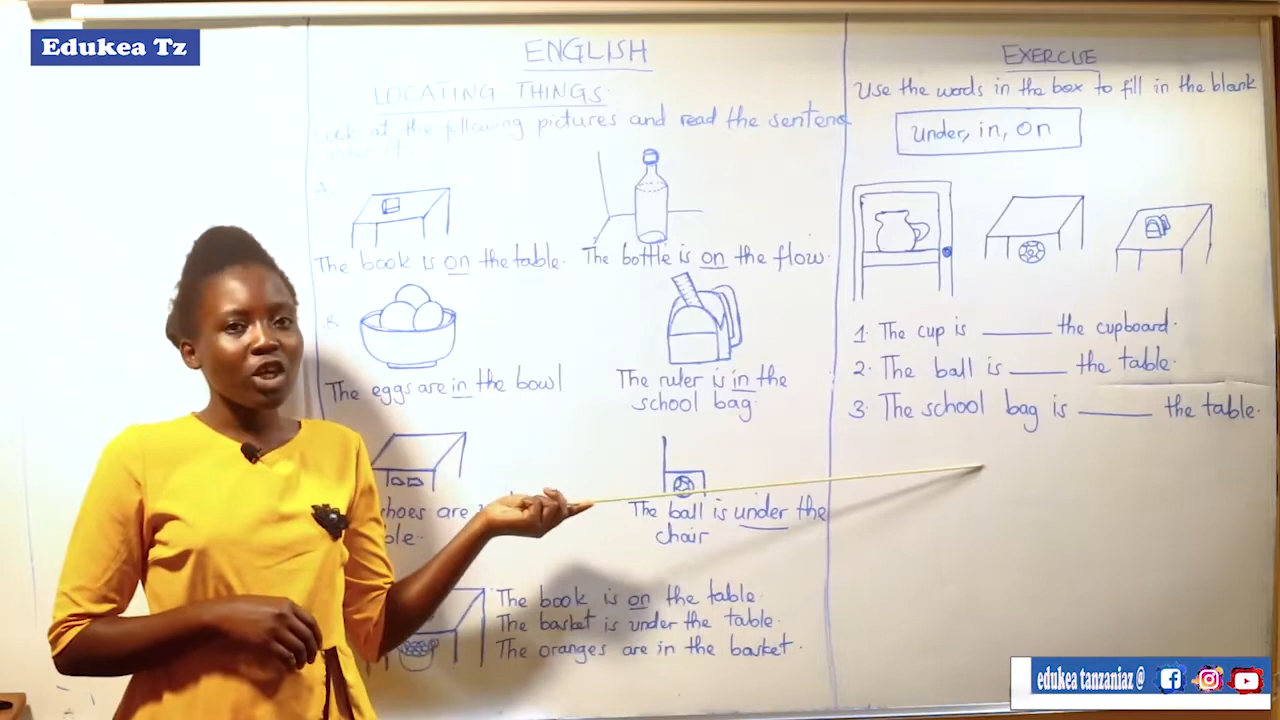 Edukea Tz
ENGLISH
LOCATING THINGS
Look at the following pictures and read the sentence
A.
The book is on the table.
The bottle is on the flow.
B.
The eggs are in the bowl
The ruler is in the
school bag.
shoes are
The ball is under the
chair
The book is on the table.
The basket is under the table.
The oranges are in the basket.
EXERCISE
Use the words in the box to fill in the blank
under, in, on
1. The cup is ____ the cupboard.
2. The ball is ____ the table.
3. The school bag is ____ the table.
edukea tanzaniaz @